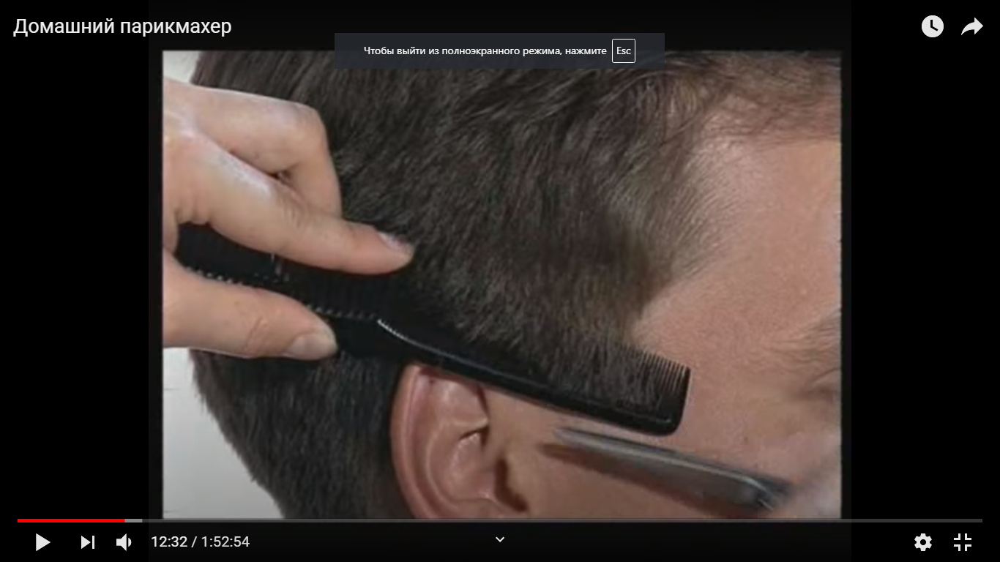 Домашний парикмахер
Чтобы выйти из полноэкранного режима, нажмите Esc
12:32 / 1:52:54